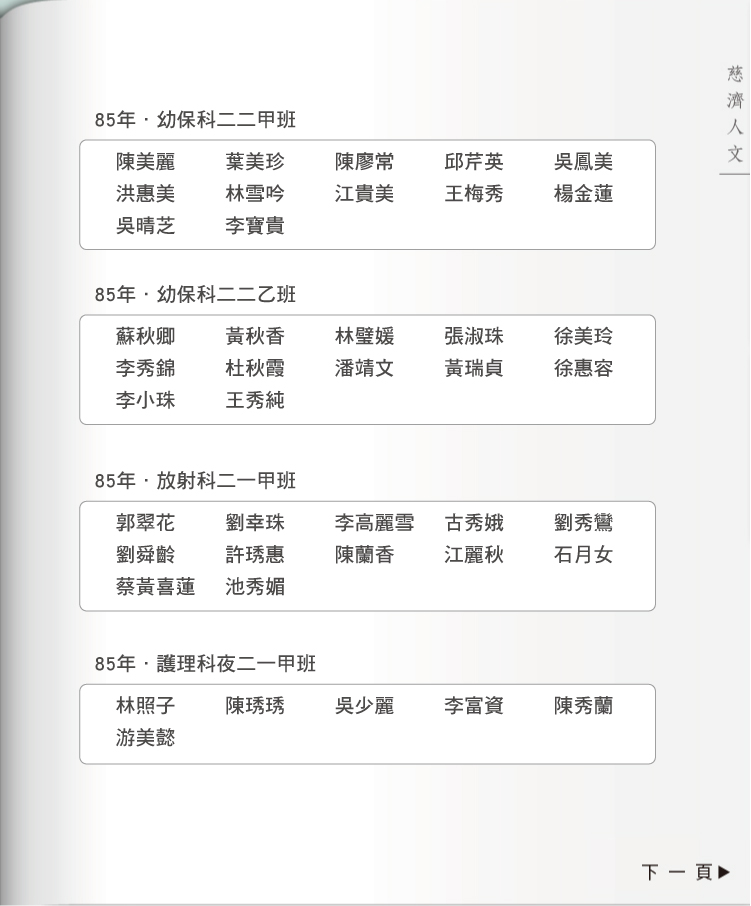 慈濟人文
85年·幼保科二二甲班
陳美麗 葉美珍 陳廖常 邱芹英 吳鳳美
洪惠美 林雪吟 江貴美 王梅秀 楊金蓮
吳晴芝 李寶貴
85年·幼保科二二乙班
蘇秋卿 黃秋香 林璧媛 張淑珠 徐美玲
李秀錦 杜秋霞 潘靖文 黃瑞貞 徐惠容
李小珠 王秀純
85年·放射科二一甲班
郭翠花 劉幸珠 李高麗雪 古秀娥 劉秀鸞
劉舜齡 許琇惠 陳蘭香 江麗秋 石月女
蔡黃喜蓮 池秀媚
85年·護理科夜二一甲班
林照子 陳琇琇 吳少麗 李富資 陳秀蘭
游美懿
下一頁▶